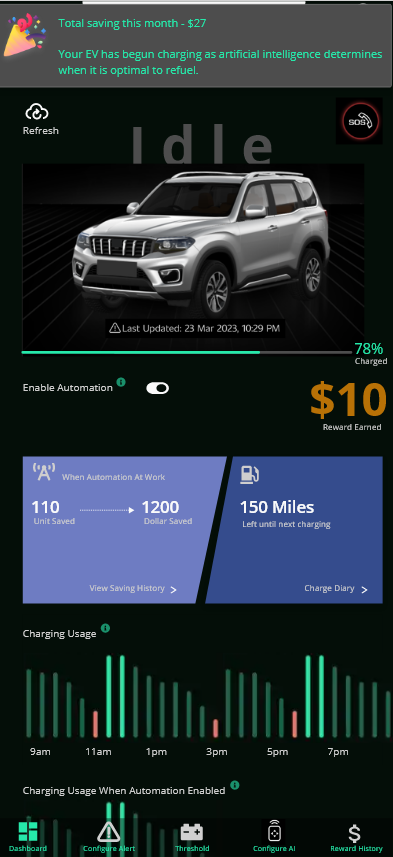 Total saving this month - $27
Your EV has begun charging as artificial intelligence determines
when it is optimal to refuel.
Refresh
Idle
SOS
Last Updated: 23 Mar 2023, 10:29 PM
78%
Charged
Enable Automation
$10
Reward Earned
When Automation At Work
110
1200
Unit Saved
Dollar Saved
View Saving History >
150 Miles
Left until next charging
Charge Diary >
Charging Usage
9am 11am 1pm 3pm 5pm 7pm
Charging Usage When Automation Enabled
Dashboard Configure Alert Threshold Configure AI Reward History